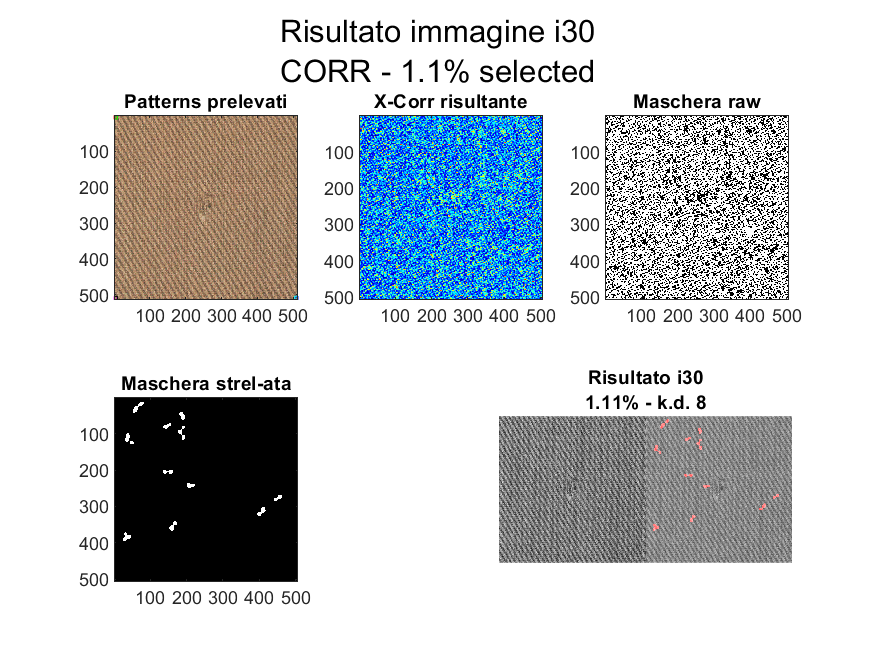 Risultato immagine i30
CORR - 1.1% selected
Patterns prelevati
100
200
300
400
500
100 200 300 400 500
X-Corr risultante
100
200
300
400
500
100 200 300 400 500
Maschera raw
100
200
300
400
500
100 200 300 400 500
Maschera strel-ata
100
200
300
400
500
100 200 300 400 500
Risultato i30
1.11% - k.d. 8